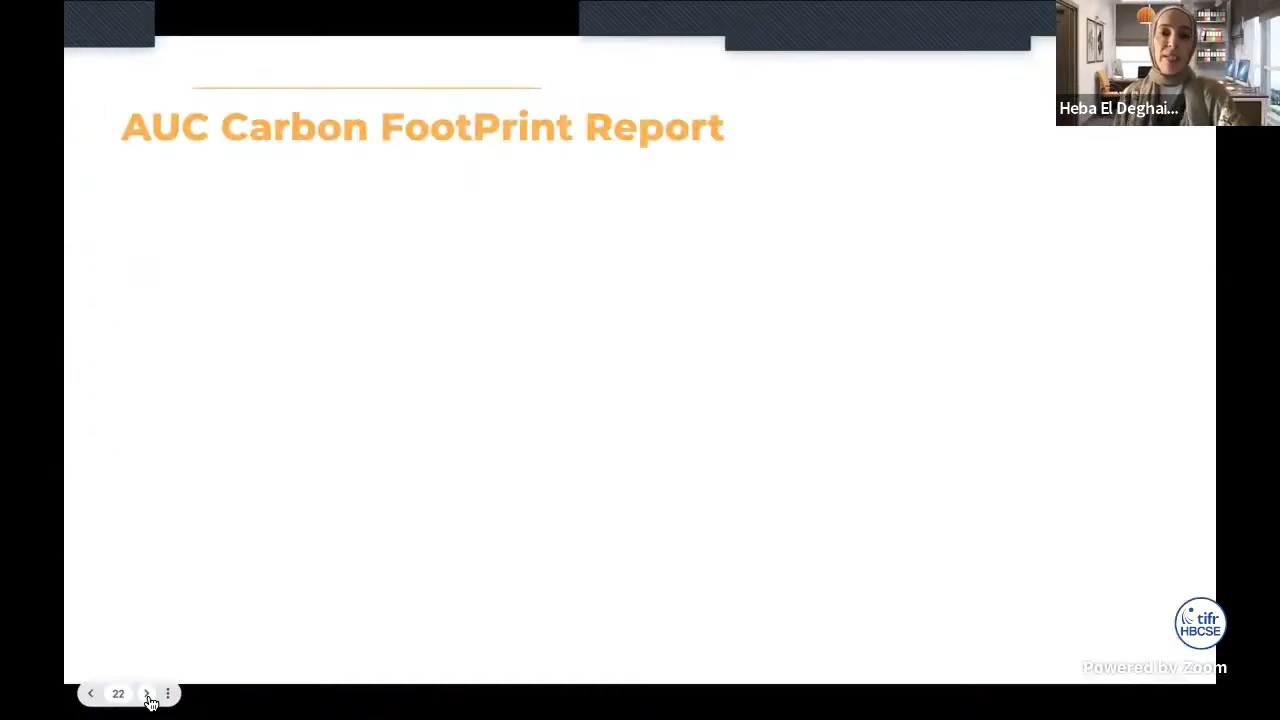 AUC Carbon FootPrint Report
Heba El Deghai...
tifr
HBCSE
Powered by Zoom
22